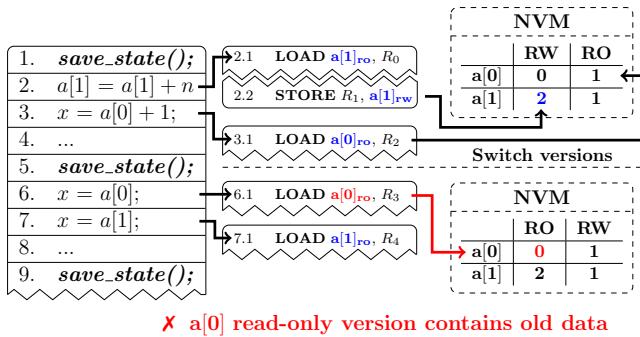 1. save_state();
2. a[1] = a[1] + n
3. x = a[0] + 1;
4. ...
5. save_state();
6. x = a[0];
7. x = a[1];
8. ...
9. save_state();
2.1 LOAD a[1]ro, R0
2.2 STORE R1, a[1]rw
3.1 LOAD a[0]ro, R2
6.1 LOAD a[0]ro, R3
7.1 LOAD a[1]ro, R4
NVM
RW RO
a[0] 0 1
a[1] 2 1
Switch versions
NVM
RO RW
a[0] 0 1
a[1] 2 1
✗ a[0] read-only version contains old data